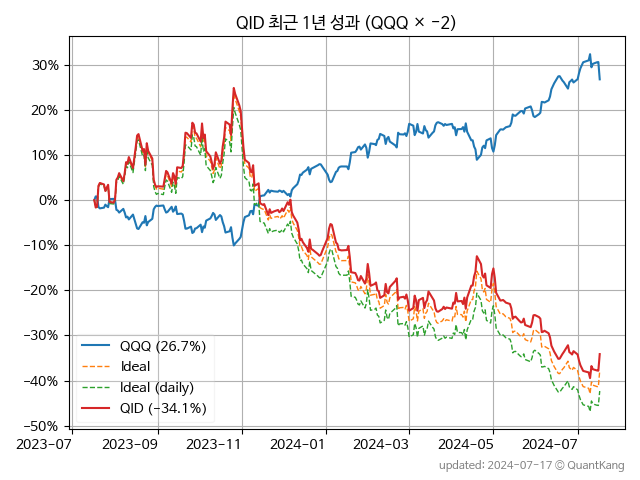 QID 최근 1년 성과 (QQQ × -2)
30%
20%
10%
0%
-10%
-20%
-30%
-40%
-50%
QQQ (26.7%)
Ideal
Ideal (daily)
QID (-34.1%)
2023-07
2023-09
2023-11
2024-01
2024-03
2024-05
2024-07
updated: 2024-07-17 © QuantKang